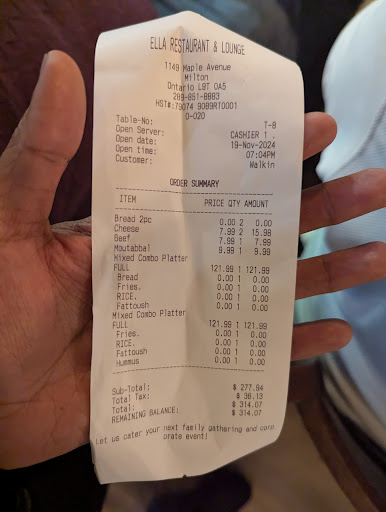 ELLA RESTAURANT & LOUNGE
1149 Maple Avenue
Milton
Ontario L9T 0A5
289-851-8883
HST#:79074 9089RT0001
D-020
Table-No: T-8
Open Server: CASHIER 1 .
Open date: 19-Nov-2024
Open time: 07:04PM
Customer: Walkin
ORDER SUMMARY
ITEM PRICE QTY AMOUNT
Bread 2pc 0.00 2 0.00
Cheese 7.99 2 15.98
Beef 7.99 1 7.99
Moutabbal 9.99 1 9.99
Mixed Combo Platter
FULL 121.99 1 121.99
Bread 0.00 1 0.00
Fries. 0.00 1 0.00
RICE. 0.00 1 0.00
Fattoush 0.00 1 0.00
Mixed Combo Platter
FULL 121.99 1 121.99
Fries. 0.00 1 0.00
RICE. 0.00 1 0.00
Fattoush 0.00 1 0.00
Hummus 0.00 1 0.00
Sub-Total: $ 277.94
Total Tax: $ 36.13
Total: $ 314.07
REMAINING BALANCE: $ 314.07
Let us cater your next family gathering and corp
orate event!